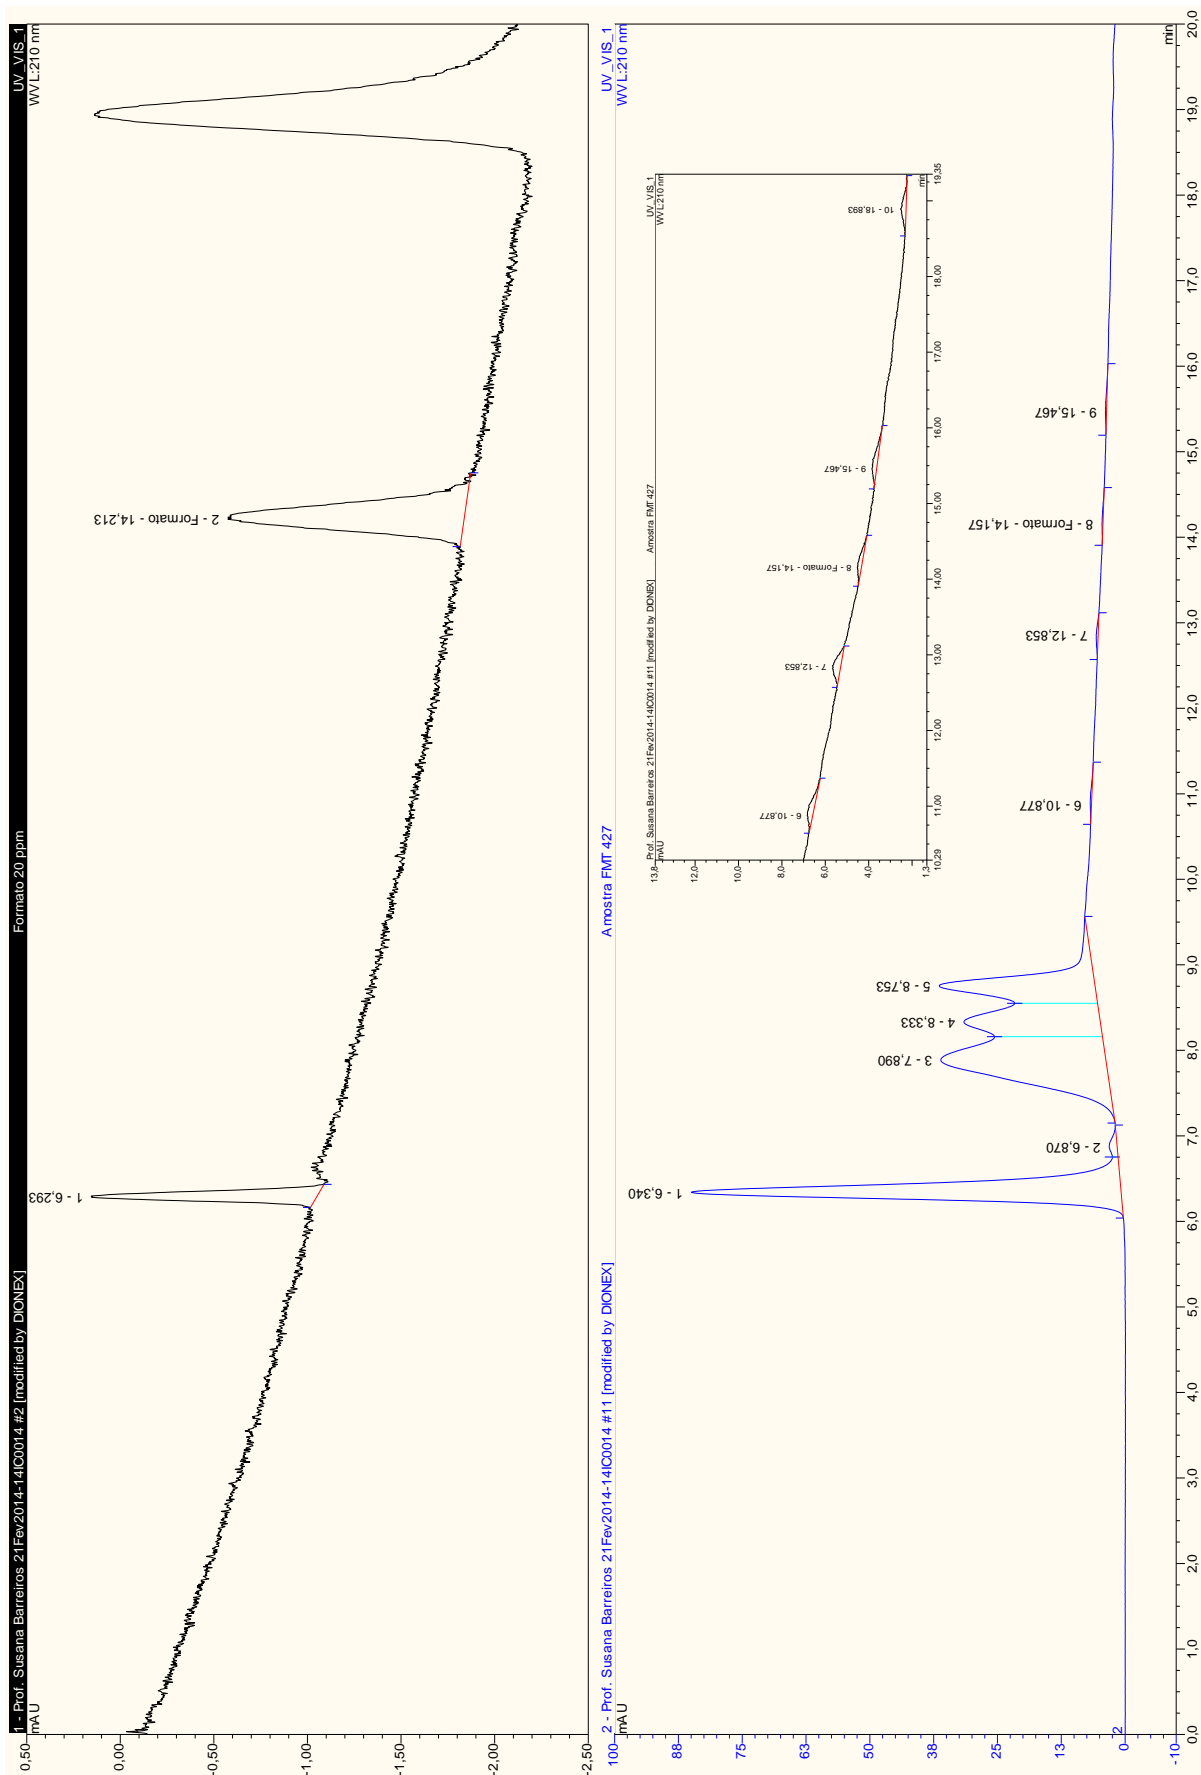 1 - Prof. Susana Barreiros 21Fev2014-14IC0014 #2 [modified by DIONEX]
Formato 20 ppm
UV_VIS_1
mAU
WVL:210 nm
0,50
0,00
-0,50
-1,00
-1,50
-2,00
-2,50
1 - 6,293
2 - Formato - 14,213
2 - Prof. Susana Barreiros 21Fev2014-14IC0014 #11 [modified by DIONEX]
Amostra FMT 427
UV_VIS_1
mAU
WVL:210 nm
100
88
75
63
50
38
25
13
0
-10
2
1 - 6,340
2 - 6,870
3 - 7,890
4 - 8,333
5 - 8,753
6 - 10,877
7 - 12,853
8 - Formato - 14,157
9 - 15,467
0,0
1,0
2,0
3,0
4,0
5,0
6,0
7,0
8,0
9,0
10,0
11,0
12,0
13,0
14,0
15,0
16,0
17,0
18,0
19,0
20,0
min
Prof. Susana Barreiros 21Fev2014-14IC0014 #11 [modified by DIONEX]
Amostra FMT 427
UV_VIS_1
mAU
WVL:210 nm
13,8
12,0
10,0
8,0
6,0
4,0
1,3
6 - 10,877
7 - 12,853
8 - Formato - 14,157
9 - 15,467
10 - 18,893
10,29
11,00
12,00
13,00
14,00
15,00
16,00
17,00
18,00
19,35
min